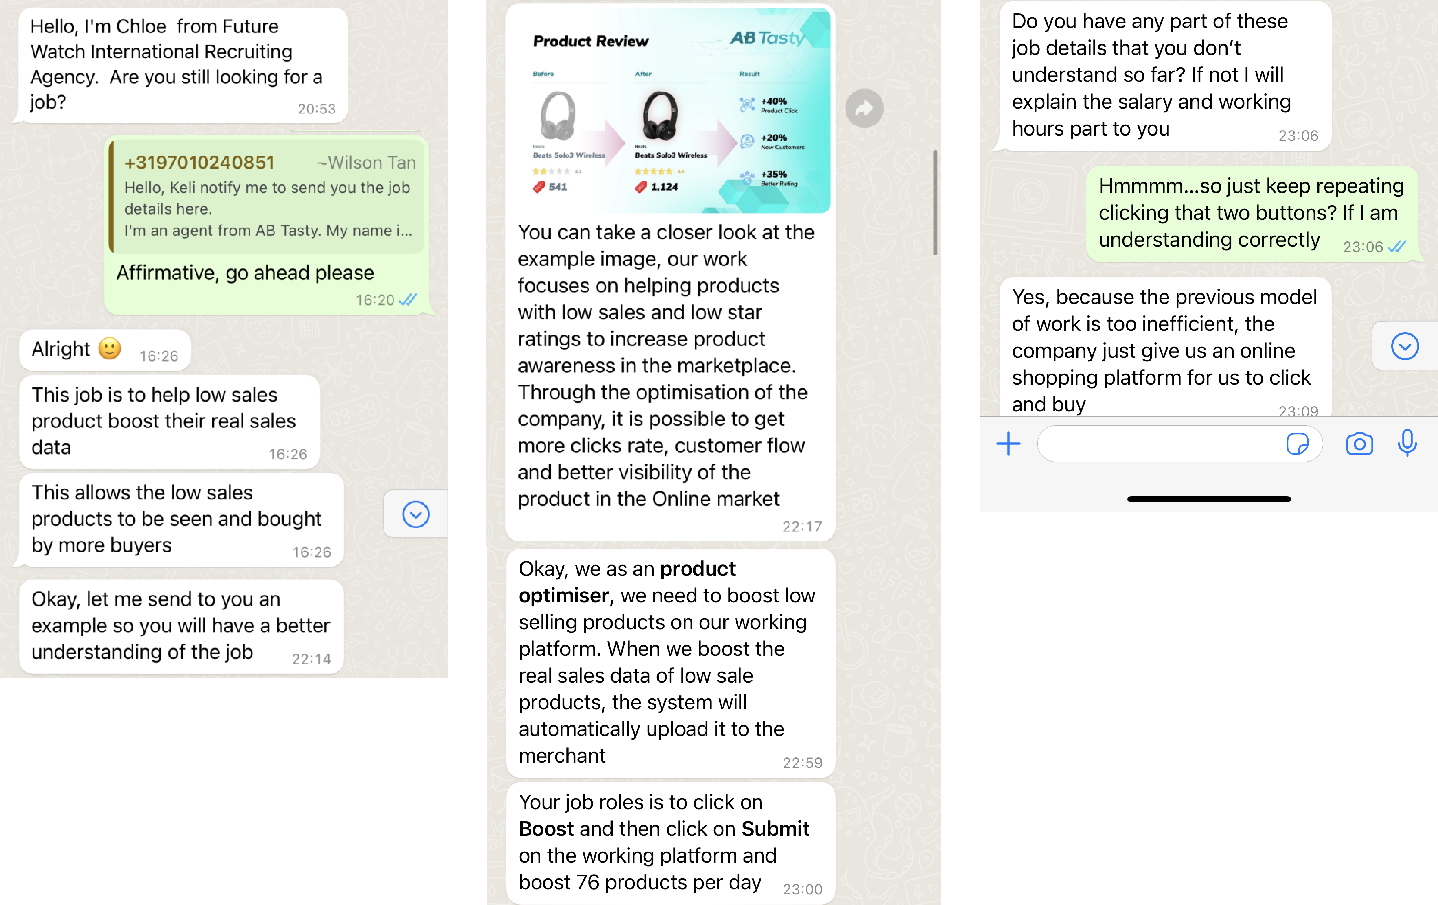 Hello, I'm Chloe from Future
Watch International Recruiting
Agency. Are you still looking for a
job?
20:53
+3197010240851 ~Wilson Tan
Hello, Keli notify me to send you the job
details here.
I'm an agent from AB Tasty. My name i...
Affirmative, go ahead please
16:20
Alright 🙂
16:26
This job is to help low sales
product boost their real sales
data
16:26
This allows the low sales
products to be seen and bought
by more buyers
16:26
Okay, let me send to you an
example so you will have a better
understanding of the job
22:14
Product Review
AB Tasty
Before
After
Result
+40%
Product Click
+20%
New Customers
+35%
Better Rating
Beats
Beats Solo3 Wireless
541
Beats
Beats Solo3 Wireless
1,124
You can take a closer look at the
example image, our work
focuses on helping products
with low sales and low star
ratings to increase product
awareness in the marketplace.
Through the optimisation of the
company, it is possible to get
more clicks rate, customer flow
and better visibility of the
product in the Online market
22:17
Okay, we as an product
optimiser, we need to boost low
selling products on our working
platform. When we boost the
real sales data of low sale
products, the system will
automatically upload it to the
merchant
22:59
Your job roles is to click on
Boost and then click on Submit
on the working platform and
boost 76 products per day
23:00
Do you have any part of these
job details that you don't
understand so far? If not I will
explain the salary and working
hours part to you
23:06
Hmmmm...so just keep repeating
clicking that two buttons? If I am
understanding correctly
23:06
Yes, because the previous model
of work is too inefficient, the
company just give us an online
shopping platform for us to click
and buy
23:09